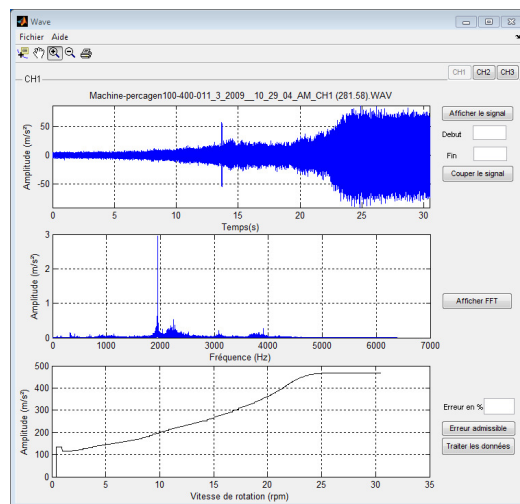 Wave
Fichier Aide
CH1 CH2 CH3
CH1
Machine-percagen100-400-011_3_2009__10_29_04_AM_CH1 (281.58).WAV
Amplitude (m/s²)
50
0
-50
0 5 10 15 20 25 30
Temps(s)
Afficher le signal
Debut
Fin
Couper le signal
Amplitude (m/s²)
3
2
1
0
0 1000 2000 3000 4000 5000 6000 7000
Fréquence (Hz)
Afficher FFT
Amplitude (m/s²)
500
400
300
200
100
0
0 5 10 15 20 25 30 35
Vitesse de rotation (rpm)
Erreur en %
Erreur admissible
Traiter les données